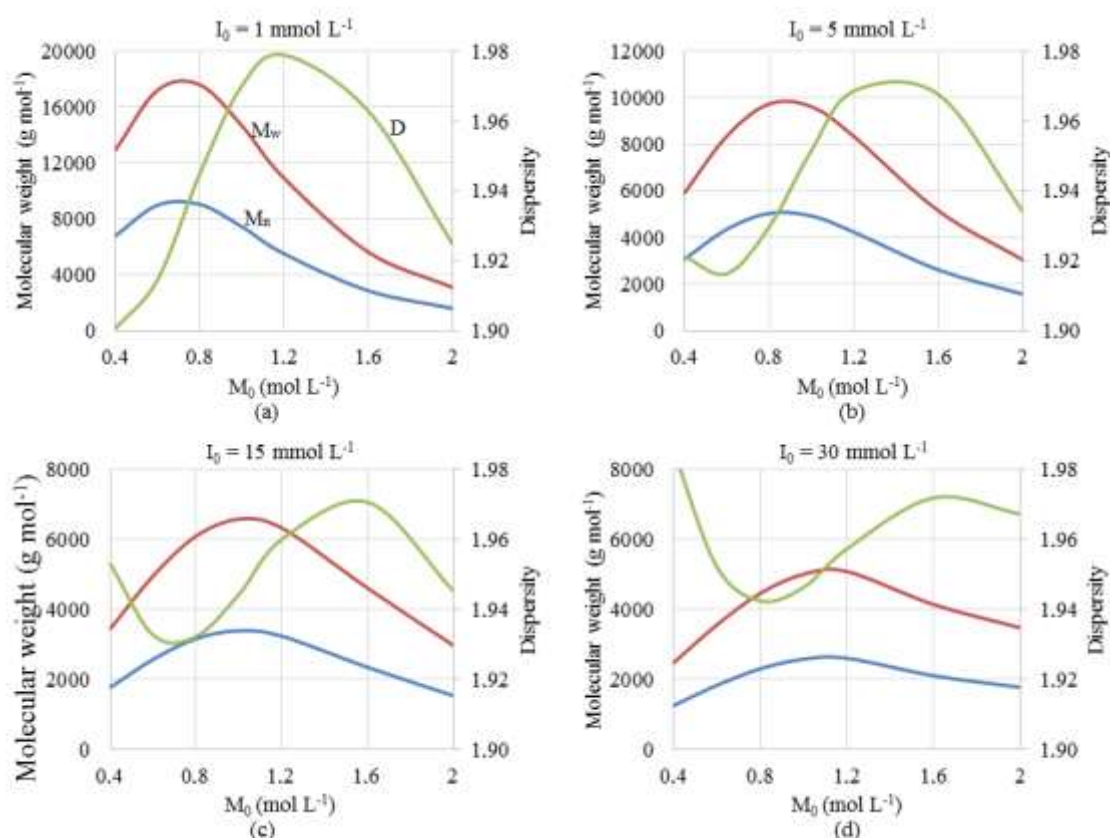 I₀ = 1 mmol L⁻¹
20000
16000
12000
8000
4000
0
Molecular weight (g mol⁻¹)
1.98
1.96
1.94
1.92
1.90
Dispersity
Mw
D
Mn
0.4 0.8 1.2 1.6 2
M₀ (mol L⁻¹)
(a)
I₀ = 5 mmol L⁻¹
12000
10000
8000
6000
4000
2000
0
Molecular weight (g mol⁻¹)
1.98
1.96
1.94
1.92
1.90
Dispersity
0.4 0.8 1.2 1.6 2
M₀ (mol L⁻¹)
(b)
I₀ = 15 mmol L⁻¹
8000
6000
4000
2000
0
Molecular weight (g mol⁻¹)
1.98
1.96
1.94
1.92
1.90
Dispersity
0.4 0.8 1.2 1.6 2
M₀ (mol L⁻¹)
(c)
I₀ = 30 mmol L⁻¹
8000
6000
4000
2000
0
Molecular weight (g mol⁻¹)
1.98
1.96
1.94
1.92
1.90
Dispersity
0.4 0.8 1.2 1.6 2
M₀ (mol L⁻¹)
(d)